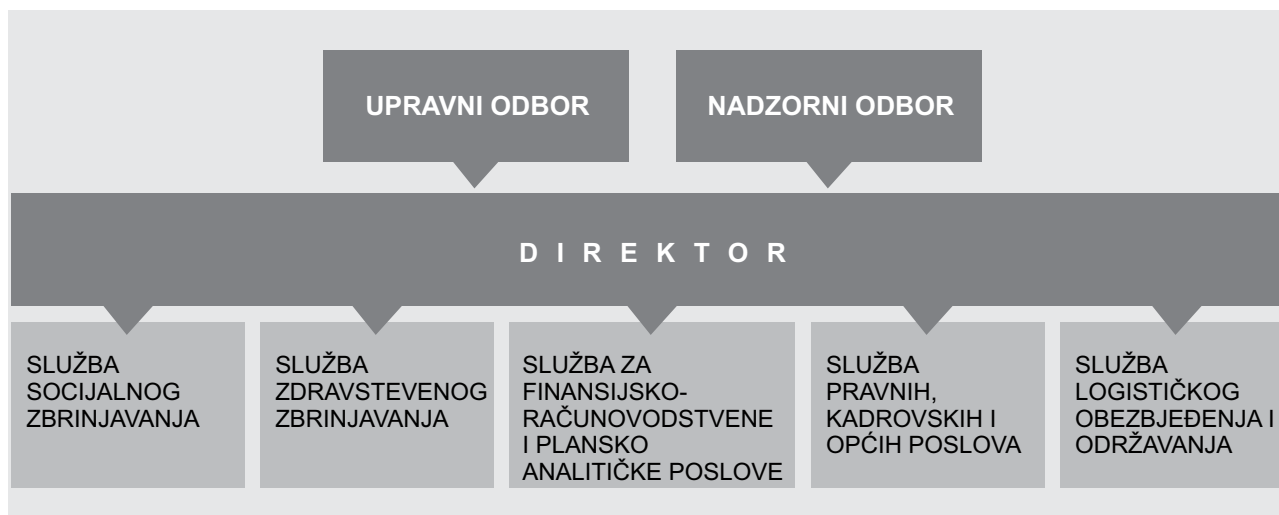 UPRAVNI ODBOR
NADZORNI ODBOR
D I R E K T O R
SLUŽBA
SOCIJALNOG
ZBRINJAVANJA
SLUŽBA
ZDRAVSTEVENOG
ZBRINJAVANJA
SLUŽBA ZA
FINANSIJSKO-
RAČUNOVODSTVENE
I PLANSKO
ANALITIČKE POSLOVE
SLUŽBA
PRAVNIH,
KADROVSKIH I
OPĆIH POSLOVA
SLUŽBA
LOGISTIČKOG
OBEZBJEĐENJA I
ODRŽAVANJA